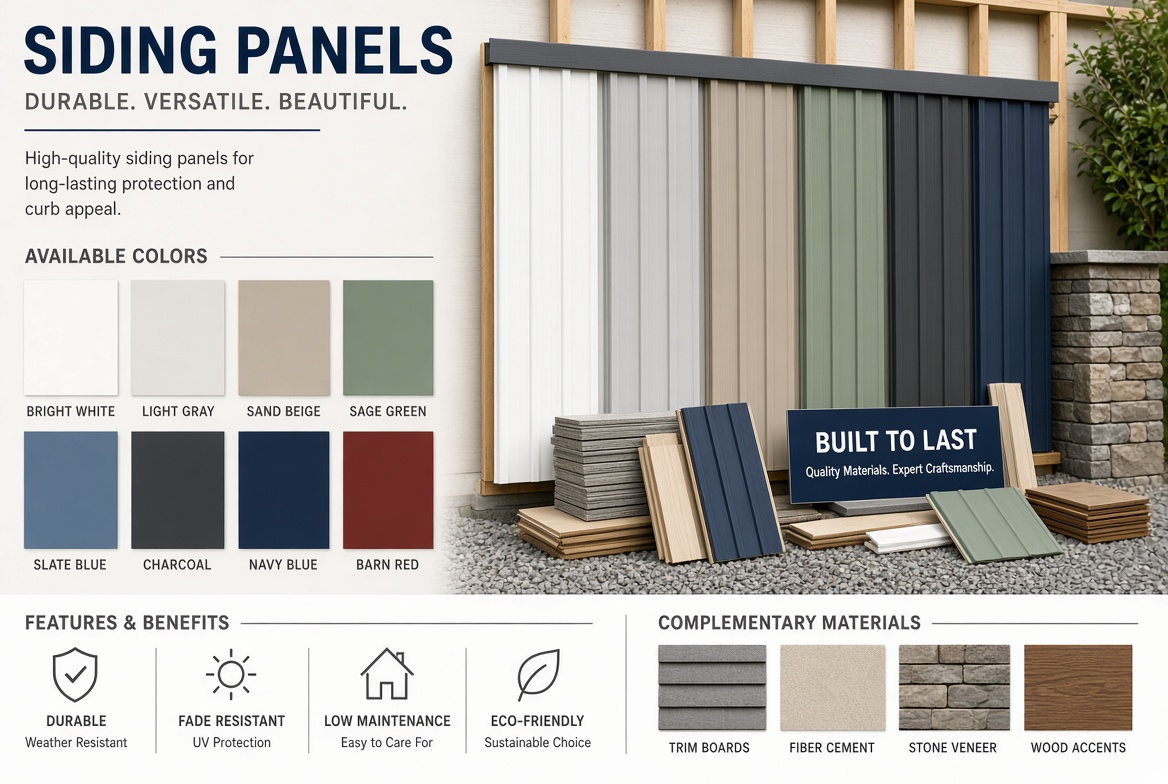 SIDING PANELS
DURABLE. VERSATILE. BEAUTIFUL.
High-quality siding panels for
long-lasting protection and
curb appeal.
AVAILABLE COLORS
BRIGHT WHITE
LIGHT GRAY
SAND BEIGE
SAGE GREEN
SLATE BLUE
CHARCOAL
NAVY BLUE
BARN RED
BUILT TO LAST
Quality Materials. Expert Craftsmanship.
FEATURES & BENEFITS
DURABLE
Weather Resistant
FADE RESISTANT
UV Protection
LOW MAINTENANCE
Easy to Care For
ECO-FRIENDLY
Sustainable Choice
COMPLEMENTARY MATERIALS
TRIM BOARDS
FIBER CEMENT
STONE VENEER
WOOD ACCENTS